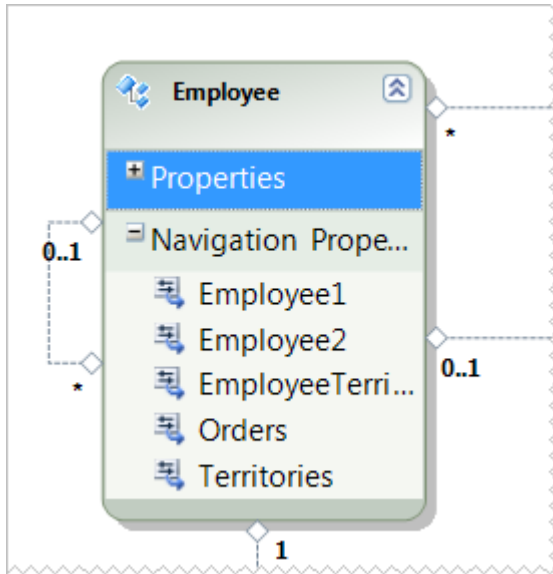 Employee
*
Properties
0..1
Navigation Prope...
Employee1
Employee2
0..1
*
EmployeeTerri...
Orders
Territories
1